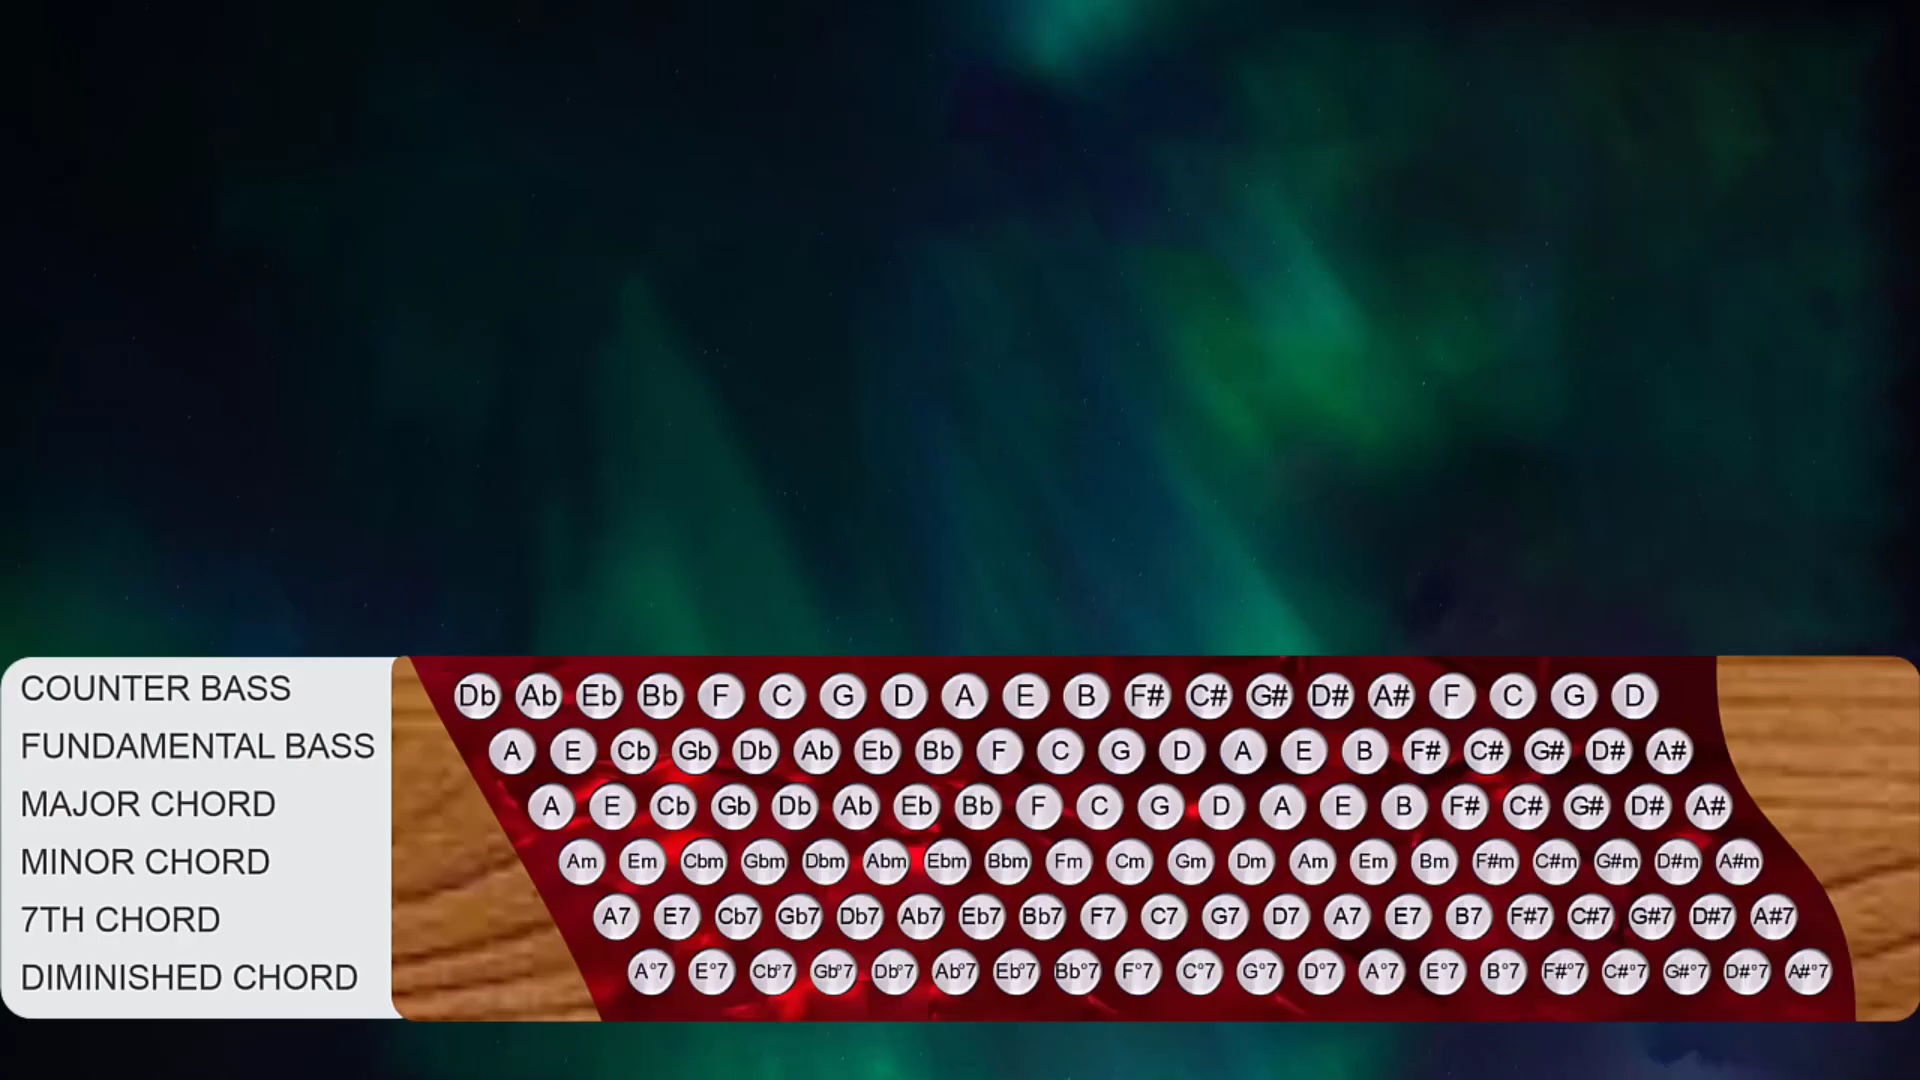 COUNTER BASS Db Ab Eb Bb F C G D A E B F# C# G# D# A# F C G D
FUNDAMENTAL BASS A E Cb Gb Db Ab Eb Bb F C G D A E B F# C# G# D# A#
MAJOR CHORD A E Cb Gb Db Ab Eb Bb F C G D A E B F# C# G# D# A#
MINOR CHORD Am Em Cbm Gbm Dbm Abm Ebm Bbm Fm Cm Gm Dm Am Em Bm F#m C#m G#m D#m A#m
7TH CHORD A7 E7 Cb7 Gb7 Db7 Ab7 Eb7 Bb7 F7 C7 G7 D7 A7 E7 B7 F#7 C#7 G#7 D#7 A#7
DIMINISHED CHORD A°7 E°7 Cb°7 Gb°7 Db°7 Ab°7 Eb°7 Bb°7 F°7 C°7 G°7 D°7 A°7 E°7 B°7 F#°7 C#°7 G#°7 D#°7 A#°7